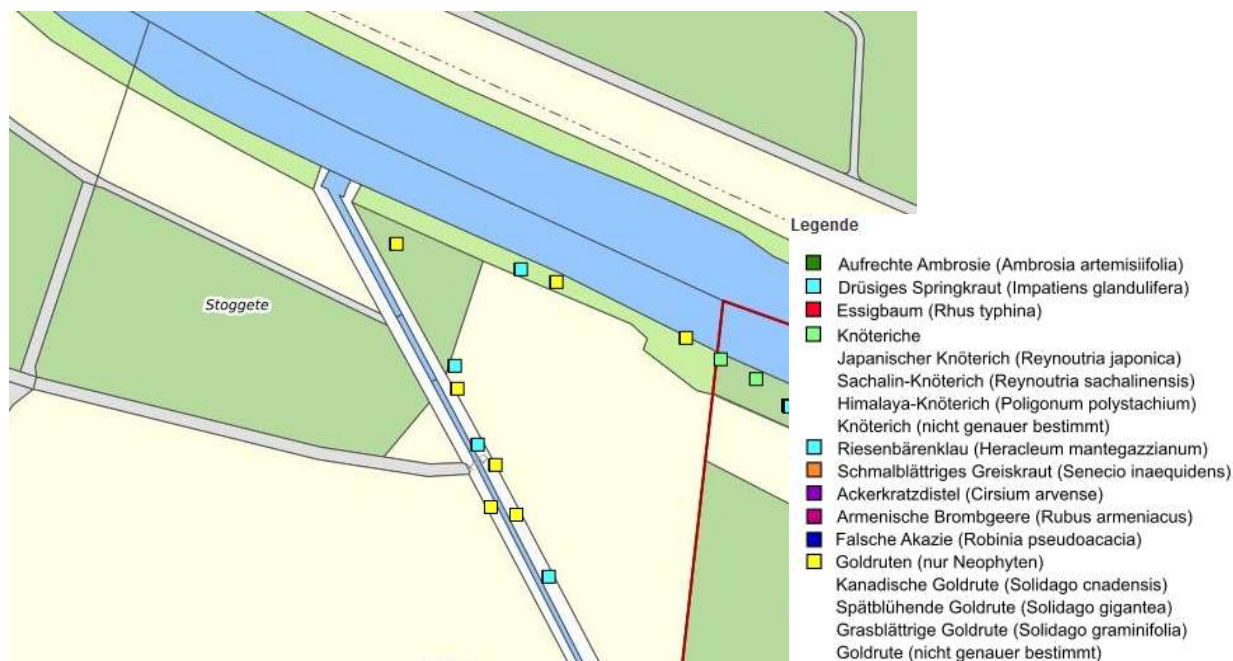 Stoggete
Legende
Aufrechte Ambrosie (Ambrosia artemisiifolia)
Drüsiges Springkraut (Impatiens glandulifera)
Essigbaum (Rhus typhina)
Knöteriche
Japanischer Knöterich (Reynoutria japonica)
Sachalin-Knöterich (Reynoutria sachalinensis)
Himalaya-Knöterich (Poligonum polystachium)
Knöterich (nicht genauer bestimmt)
Riesenbärenklau (Heracleum mantegazzianum)
Schmalblättriges Greiskraut (Senecio inaequidens)
Ackerkratzdistel (Cirsium arvense)
Armenische Brombgeere (Rubus armeniacus)
Falsche Akazie (Robinia pseudoacacia)
Goldruten (nur Neophyten)
Kanadische Goldrute (Solidago cnadensis)
Spätblühende Goldrute (Solidago gigantea)
Grasblättrige Goldrute (Solidago graminifolia)
Goldrute (nicht genauer bestimmt)